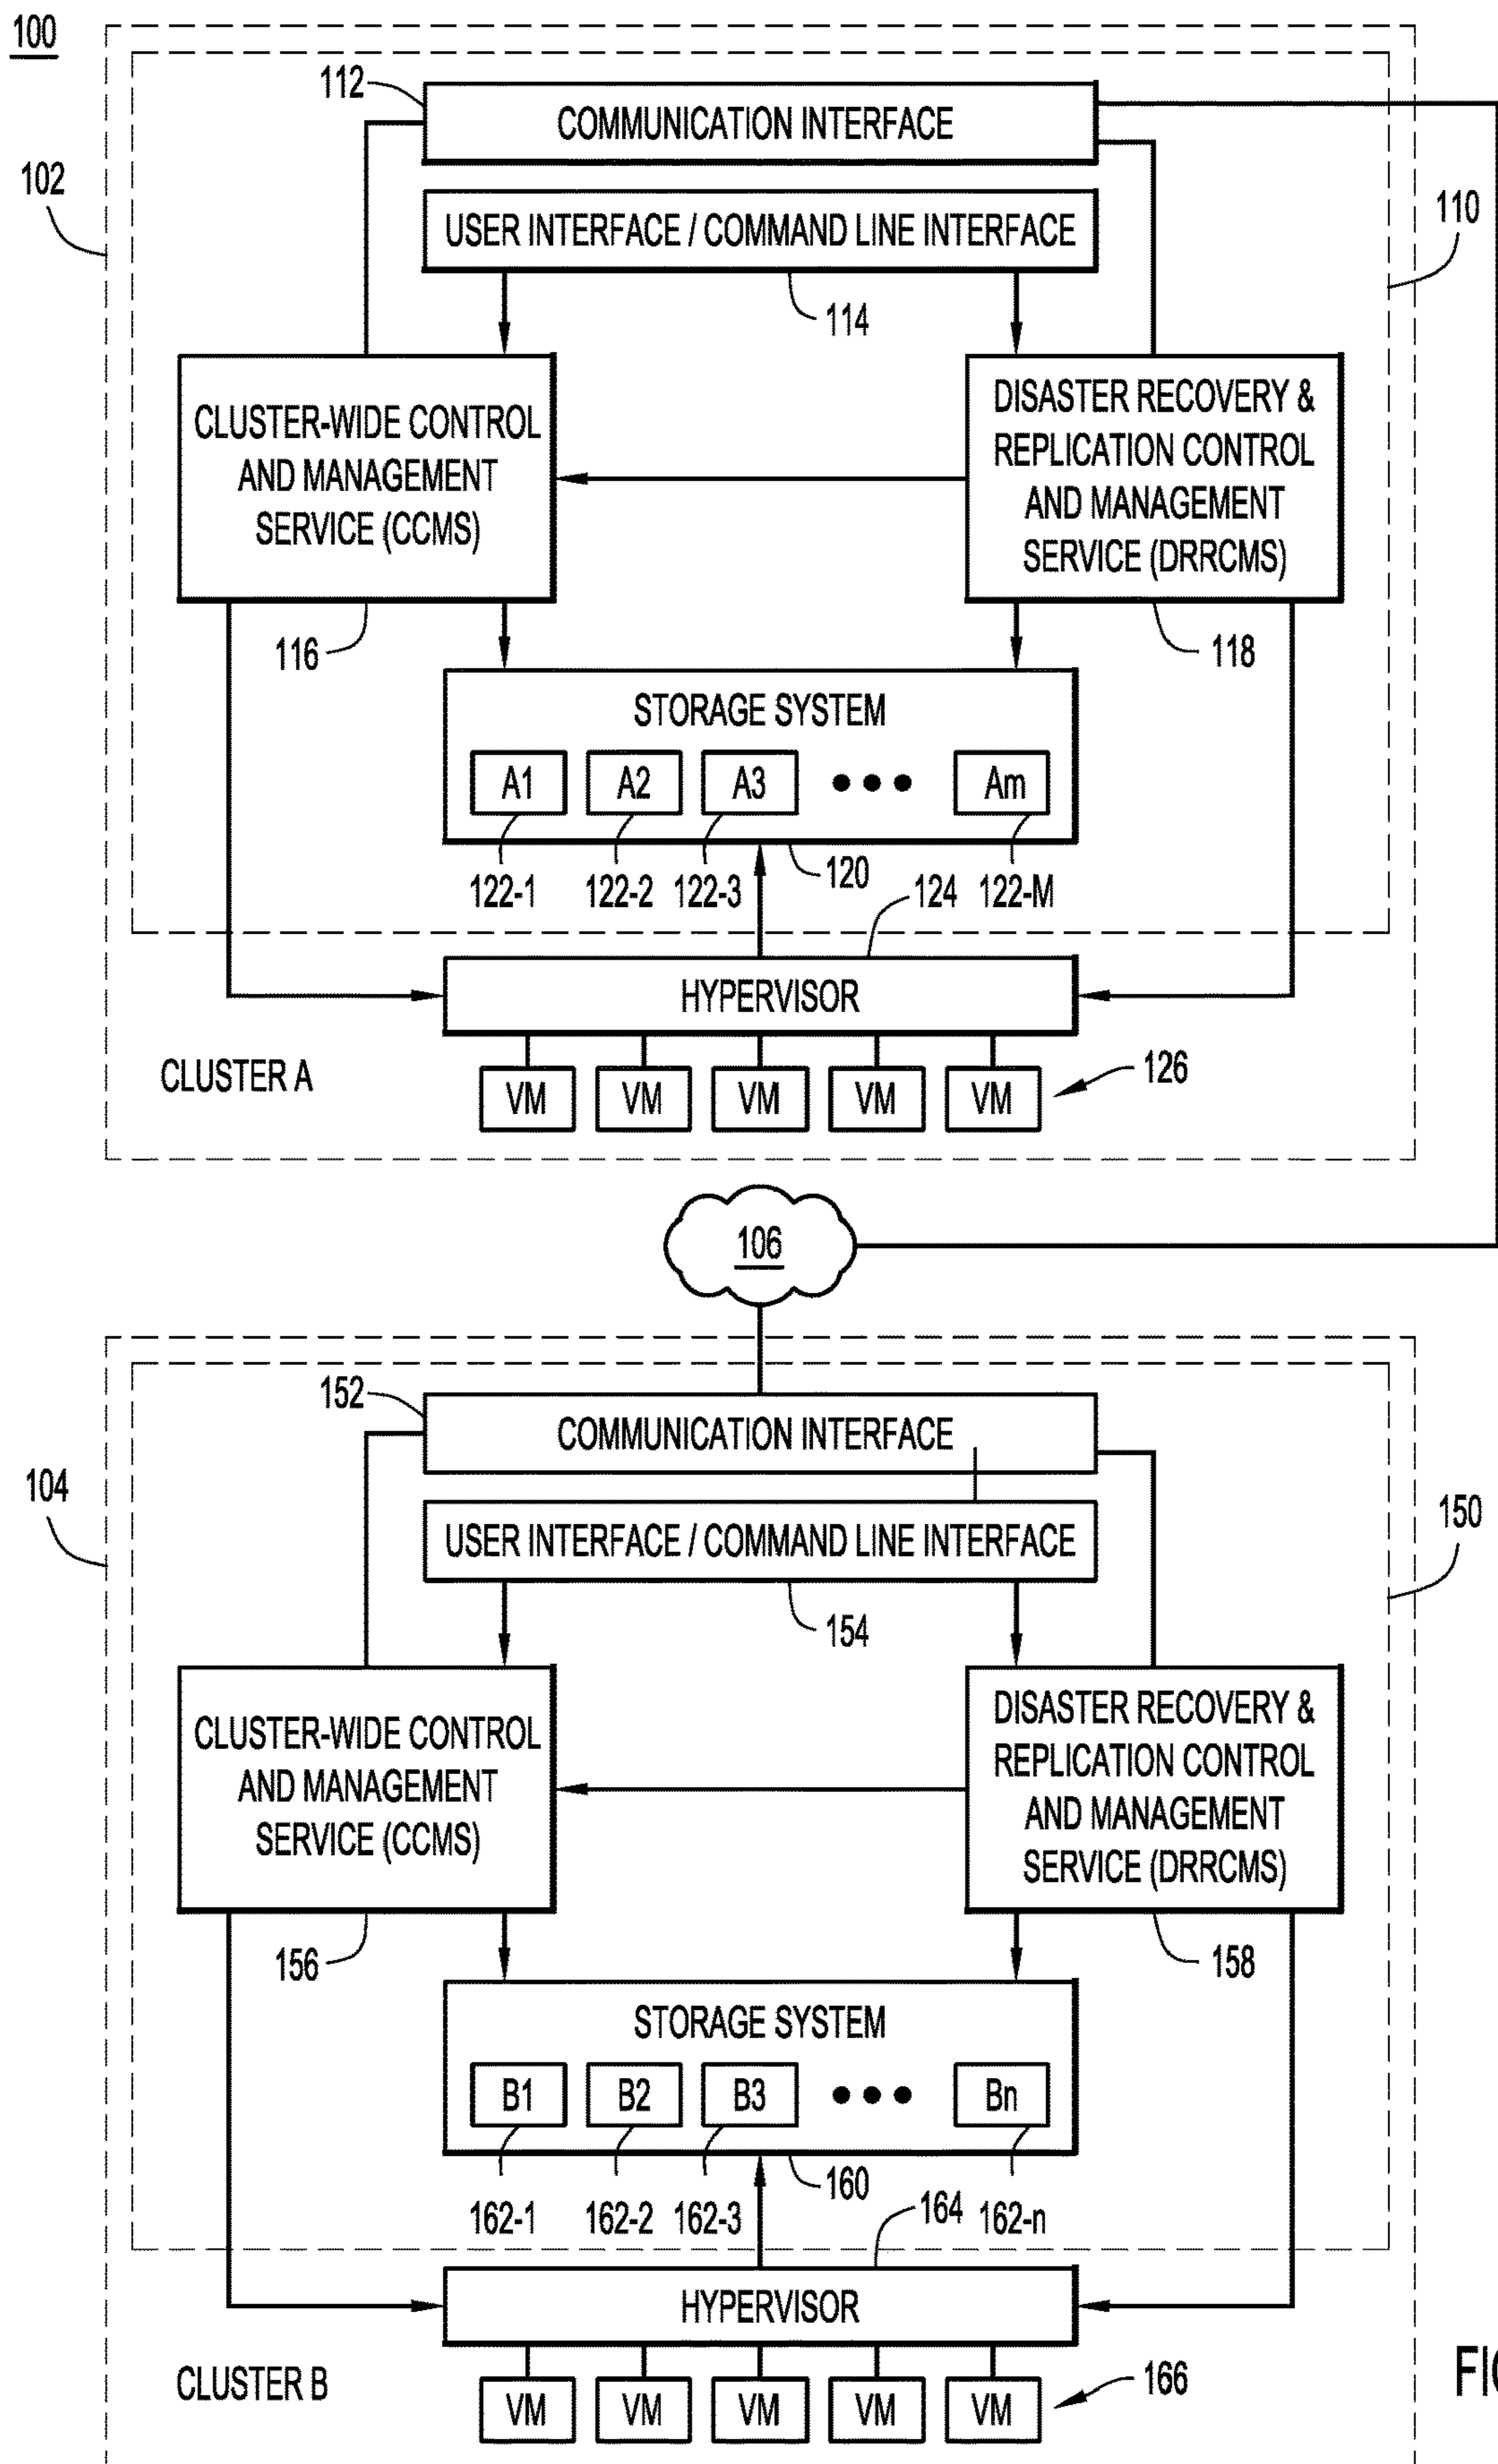 100
112
COMMUNICATION INTERFACE
102
110
USER INTERFACE / COMMAND LINE INTERFACE
114
CLUSTER-WIDE CONTROL
AND MANAGEMENT
SERVICE (CCMS)
DISASTER RECOVERY &
REPLICATION CONTROL
AND MANAGEMENT
SERVICE (DRRCMS)
116
118
STORAGE SYSTEM
A1 A2 A3 ••• Am
122-1 122-2 122-3 120 124 122-M
HYPERVISOR
CLUSTER A
VM VM VM VM VM
126
106
152
COMMUNICATION INTERFACE
104
150
USER INTERFACE / COMMAND LINE INTERFACE
154
CLUSTER-WIDE CONTROL
AND MANAGEMENT
SERVICE (CCMS)
DISASTER RECOVERY &
REPLICATION CONTROL
AND MANAGEMENT
SERVICE (DRRCMS)
156
158
STORAGE SYSTEM
B1 B2 B3 ••• Bn
162-1 162-2 162-3 160 164 162-n
HYPERVISOR
CLUSTER B
VM VM VM VM VM
166